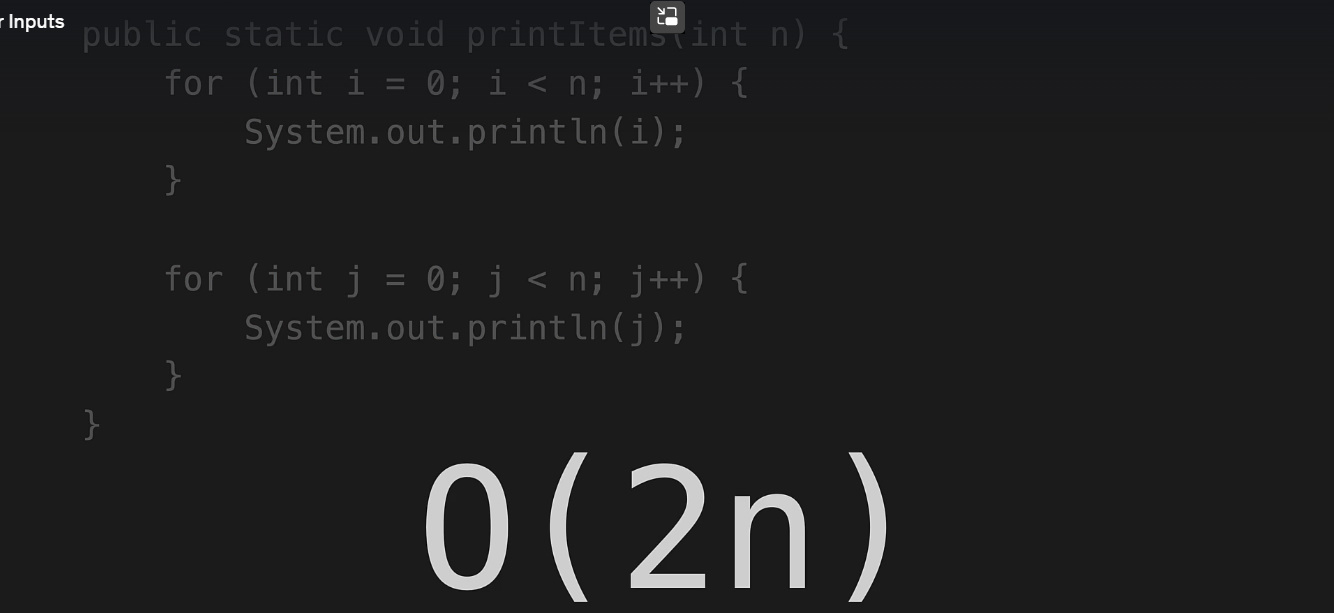 r Inputs
public static void printItems(int n) {
    for (int i = 0; i < n; i++) {
        System.out.println(i);
    }

    for (int j = 0; j < n; j++) {
        System.out.println(j);
    }
}
O(2n)